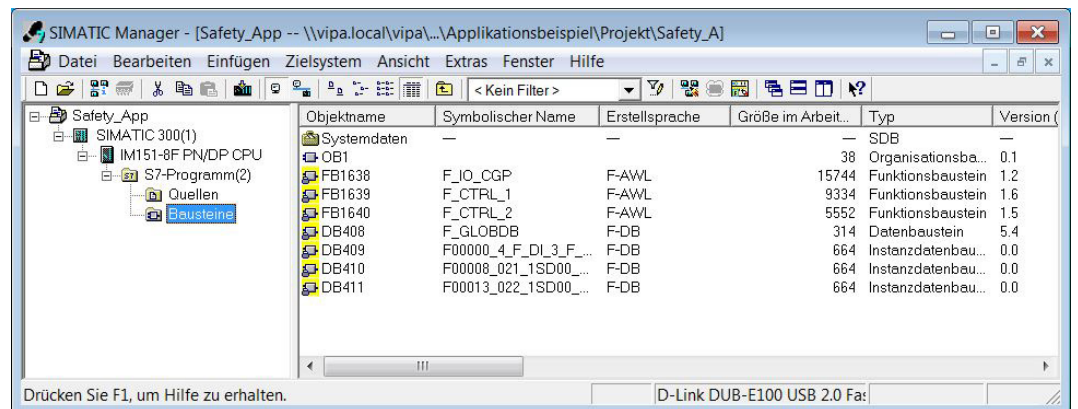 SIMATIC Manager - [Safety_App -- \\vipa.local\vipa\...\Applikationsbeispiel\Projekt\Safety_A]
Datei Bearbeiten Einfügen Zielsystem Ansicht Extras Fenster Hilfe
< Kein Filter >
Safety_App
SIMATIC 300(1)
IM151-8F PN/DP CPU
S7-Programm(2)
Quellen
Bausteine
Objektname Symbolischer Name Erstellsprache Größe im Arbeit... Typ Version (
Systemdaten — — — SDB —
OB1 38 Organisationsba... 0.1
FB1638 F_IO_CGP F-AWL 15744 Funktionsbaustein 1.2
FB1639 F_CTRL_1 F-AWL 9334 Funktionsbaustein 1.6
FB1640 F_CTRL_2 F-AWL 5552 Funktionsbaustein 1.5
DB408 F_GLOBDB F-DB 314 Datenbaustein 5.4
DB409 F00000_4_F_DI_3_F_... F-DB 664 Instanzdatenbau... 0.0
DB410 F00008_021_1SD00_... F-DB 664 Instanzdatenbau... 0.0
DB411 F00013_022_1SD00_... F-DB 664 Instanzdatenbau... 0.0
Drücken Sie F1, um Hilfe zu erhalten. D-Link DUB-E100 USB 2.0 Fas